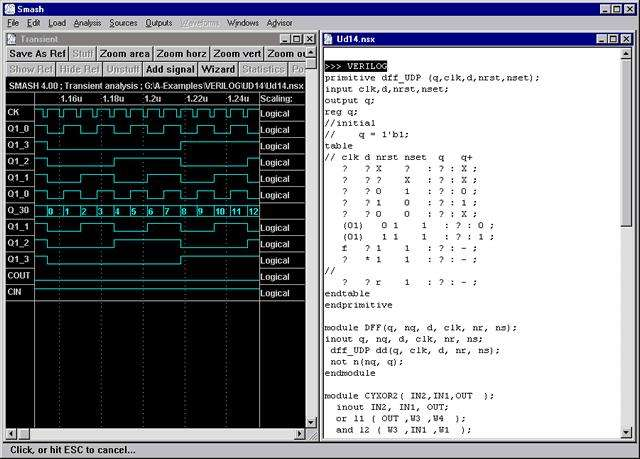 Smash
File Edit Load Analysis Sources Outputs Waveforms Windows Advisor
Transient
Save As Ref Stuff Zoom area Zoom horz Zoom vert Zoom ou
Show Ref Hide Ref Unstuff Add signal Wizard Statistics Po
SMASH 4.00 ; Transient analysis ; G:\A-Examples\VERILOG\UD14\Ud14.nsx
1.16u 1.18u 1.2u 1.22u 1.24u Scaling:
CK Logical
Q1_0 Logical
Q1_3 Logical
Q1_2 Logical
Q1_1 Logical
Q1_0 Logical
Q_30 0 1 2 3 4 5 6 7 8 9 10 11 12 Logical
Q1_1 Logical
Q1_2 Logical
Q1_3 Logical
COUT Logical
CIN Logical
Ud14.nsx
>>> VERILOG
primitive dff_UDP (q,clk,d,nrst,nset);
input clk,d,nrst,nset;
output q;
reg q;
//initial
// q = 1'b1;
table
// clk d nrst nset q q+
? ? X ? : ? : X ;
? ? ? X : ? : X ;
? ? 0 1 : ? : 0 ;
? ? 1 0 : ? : 1 ;
? ? 0 0 : ? : X ;
(01) 0 1 1 : ? : 0 ;
(01) 1 1 1 : ? : 1 ;
f ? 1 1 : ? : - ;
? * 1 1 : ? : - ;
//
? ? r 1 : ? : - ;
endtable
endprimitive
module DFF(q, nq, d, clk, nr, ns);
inout q, nq, d, clk, nr, ns;
dff_UDP dd(q, clk, d, nr, ns);
not n(nq, q);
endmodule
module CYXOR2( IN2,IN1,OUT );
inout IN2, IN1, OUT;
or l1 ( OUT ,W3 ,W4 );
and l2 ( W3 ,IN1 ,W1 );
Click, or hit ESC to cancel...